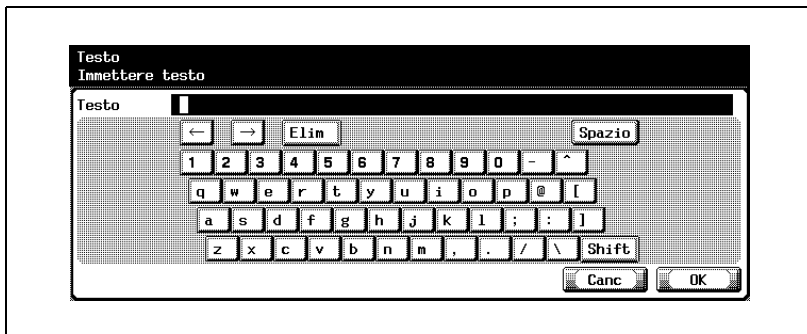 Testo
Immettere testo
Testo
← → Elim Spazio
1 2 3 4 5 6 7 8 9 0 - ^
q w e r t y u i o p @ [
a s d f g h j k l ; : ]
z x c v b n m , . / \ Shift
Canc OK